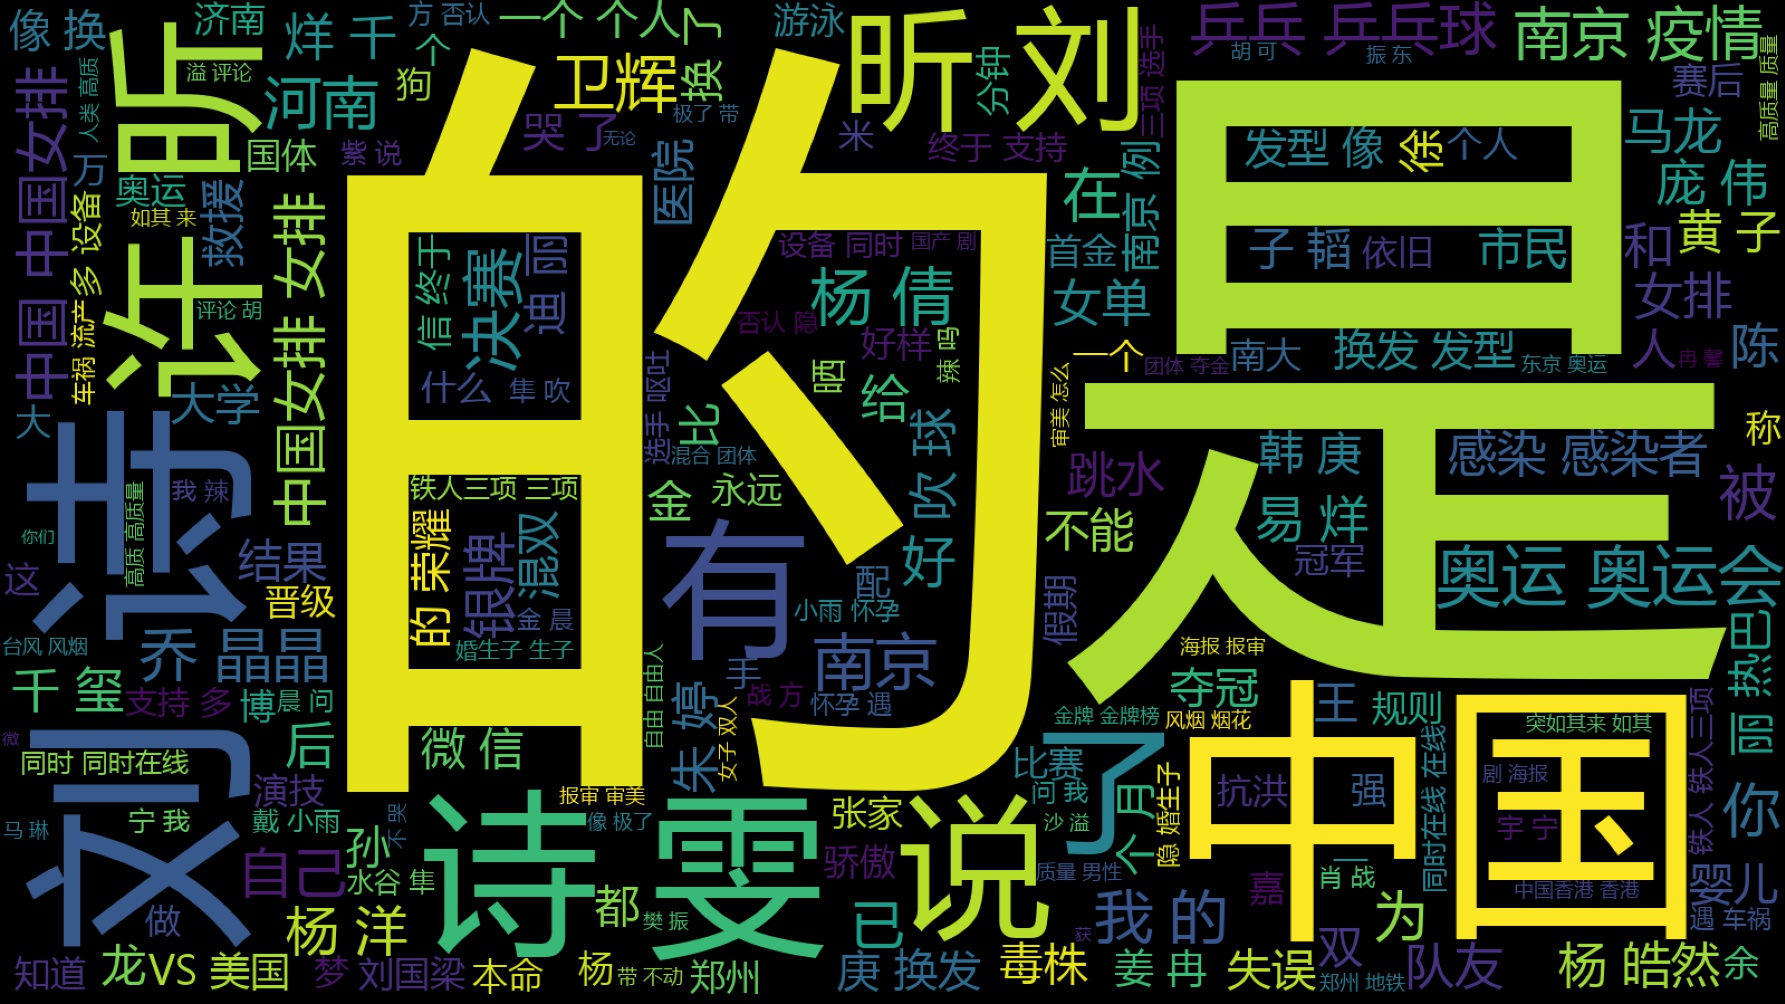 的
是
中国
刘诗
刘昕
诗雯
许昕
说
有
了
像 换
济南
烊 千
方 否认
一个 个人
了
游泳
乒乓 乒乓球
南京 疫情
溢 评论
个
狗
卫辉
换
分钟
胡 可
振 东
选手
三项
赛后
高质量 质量
中国女排
中国 中国女排
人类 高质
河南
极了 带
哭 了
无论
米
终于 支持
例
南京
发型 像
徐
个人
马龙
庞 伟
万
国体
紫 说
医院
在
奥运
如其 来
救援
多 设备
女排 女排
中国女排
设备 同时
国产 剧
首金
子 韬
依旧
市民
和
黄 子
决赛
迪丽
信 终于
杨 倩
女单
女排
评论 胡
否认 隐
好样
辣 吗
一个
南大
换发 发型
东京 奥运
人
冉 馨
陈
车祸 流产
什么
隼 吹
呕吐
选手
晒
给
审美 怎么
团体 夺金
大
大学
比
混合 团体
吹 球
韩 庚
感染 感染者
称
我 辣
铁人三项 三项
金
永远
跳水
被
高质 高质量
你们
的 荣耀
银牌
混双
好
不能
易 烊
冠军
这
结果
晋级
金 晨
配
小雨 怀孕
假期
奥运 奥运会
台风 风烟
乔 晶晶
婚生子 生子
自由 自由人
南京
海报 报审
丽 热巴
千 玺
支持 多
博
晨 问
朱 婷
手
战 方
怀孕 遇
夺冠
王
规则
微
后
微 信
女子 双人
金牌 金牌榜
风烟 烟花
突如其来 如其
同时 同时在线
比赛
同时在线 在线
铁人 铁人三项
演技
报审 审美
问 我
个月
隐 婚生子
抗洪
强
剧 海报
马 琳
宁 我
戴 小雨
不 哭
像 极了
张家
沙 溢
宇 宁
你
孙
自己
水谷 隼
骄傲
质量 男性
一
肖 战
中国香港 香港
婴儿
做
杨 洋
都
樊 振
已
获
我 的
嘉
为
遇 车祸
知道
龙
VS 美国
梦
刘国梁
本命
杨
带 不动
郑州
庚 换发
毒株
姜 冉
失误
双
郑州 地铁
队友
杨 皓然
余